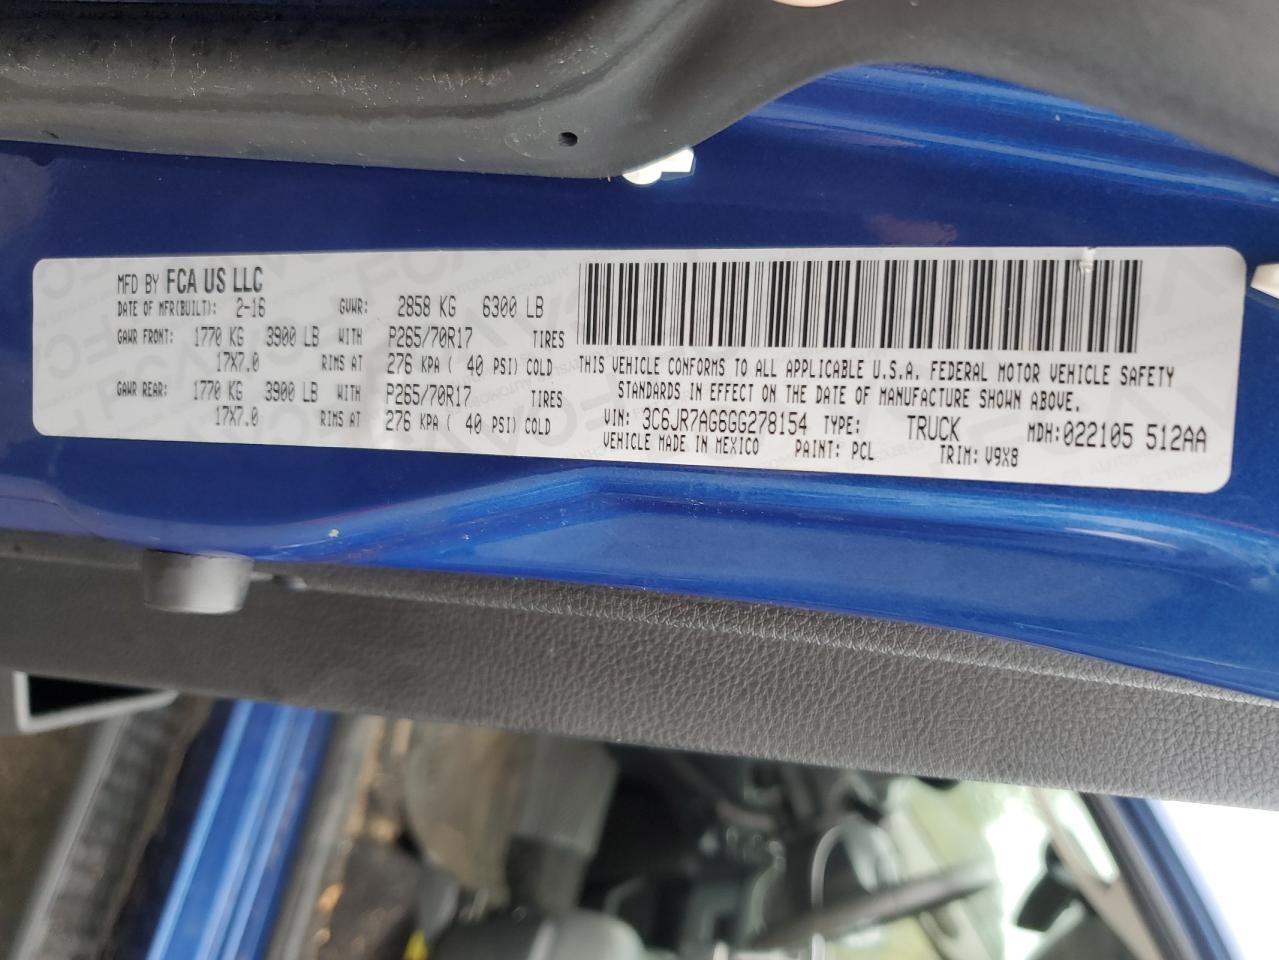 MFD BY FCA US LLC
DATE OF MFR(BUILT): 2-16 GVWR: 2858 KG 6300 LB
GAWR FRONT: 1770 KG 3900 LB WITH P265/70R17 TIRES
17X7.0 RIMS AT 276 KPA ( 40 PSI) COLD
GAWR REAR: 1770 KG 3900 LB WITH P265/70R17 TIRES
17X7.0 RIMS AT 276 KPA ( 40 PSI) COLD
THIS VEHICLE CONFORMS TO ALL APPLICABLE U.S.A. FEDERAL MOTOR VEHICLE SAFETY
STANDARDS IN EFFECT ON THE DATE OF MANUFACTURE SHOWN ABOVE.
VIN: 3C6JR7AG6GG278154 TYPE: TRUCK MDH:022105 512AA
VEHICLE MADE IN MEXICO PAINT: PCL TRIM: V9X8